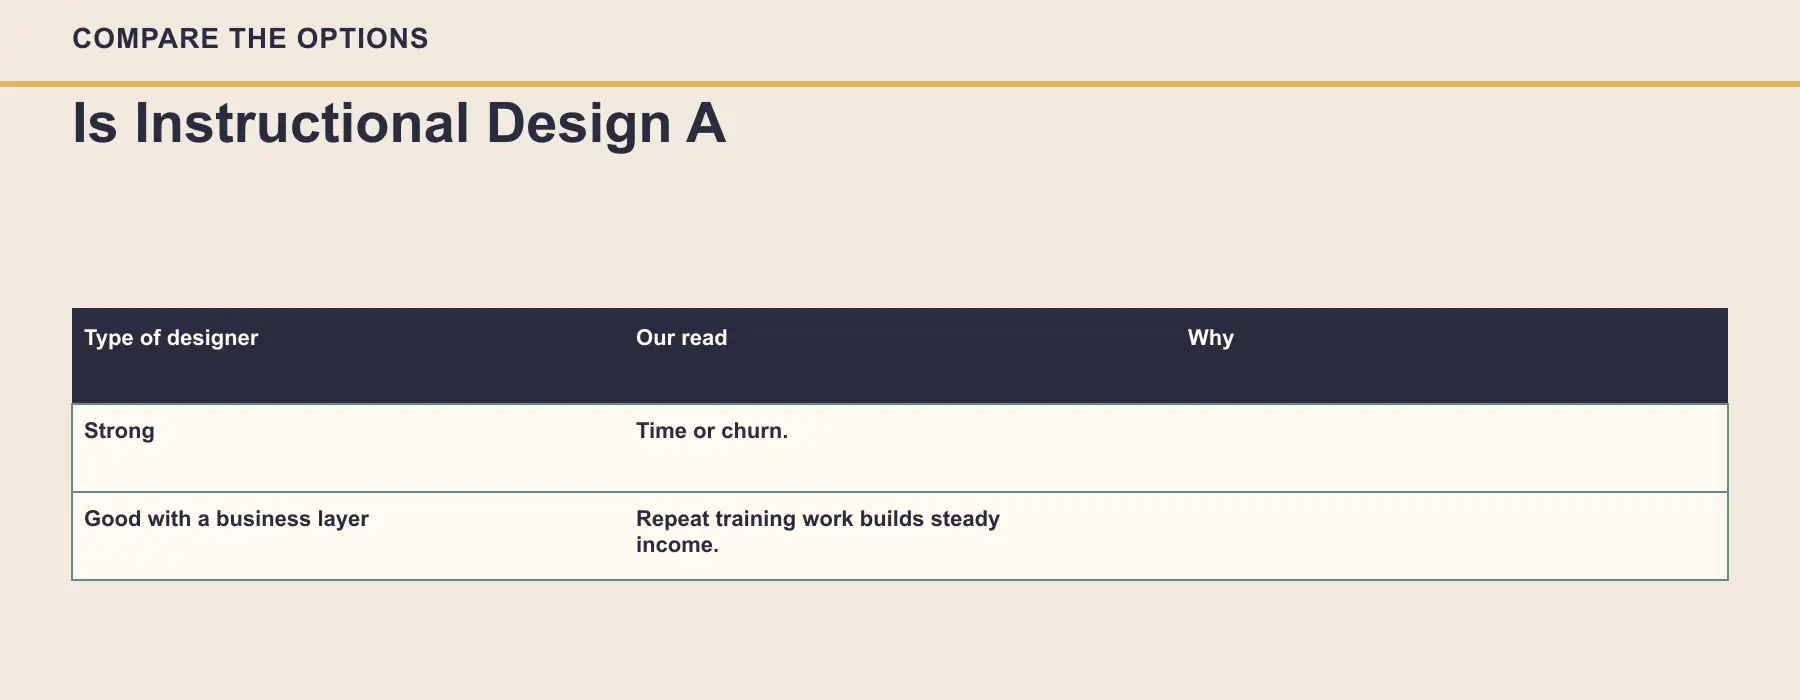 COMPARE THE OPTIONS
Is Instructional Design A
Type of designer Our read Why
Strong Time or churn.
Good with a business layer Repeat training work builds steady
income.